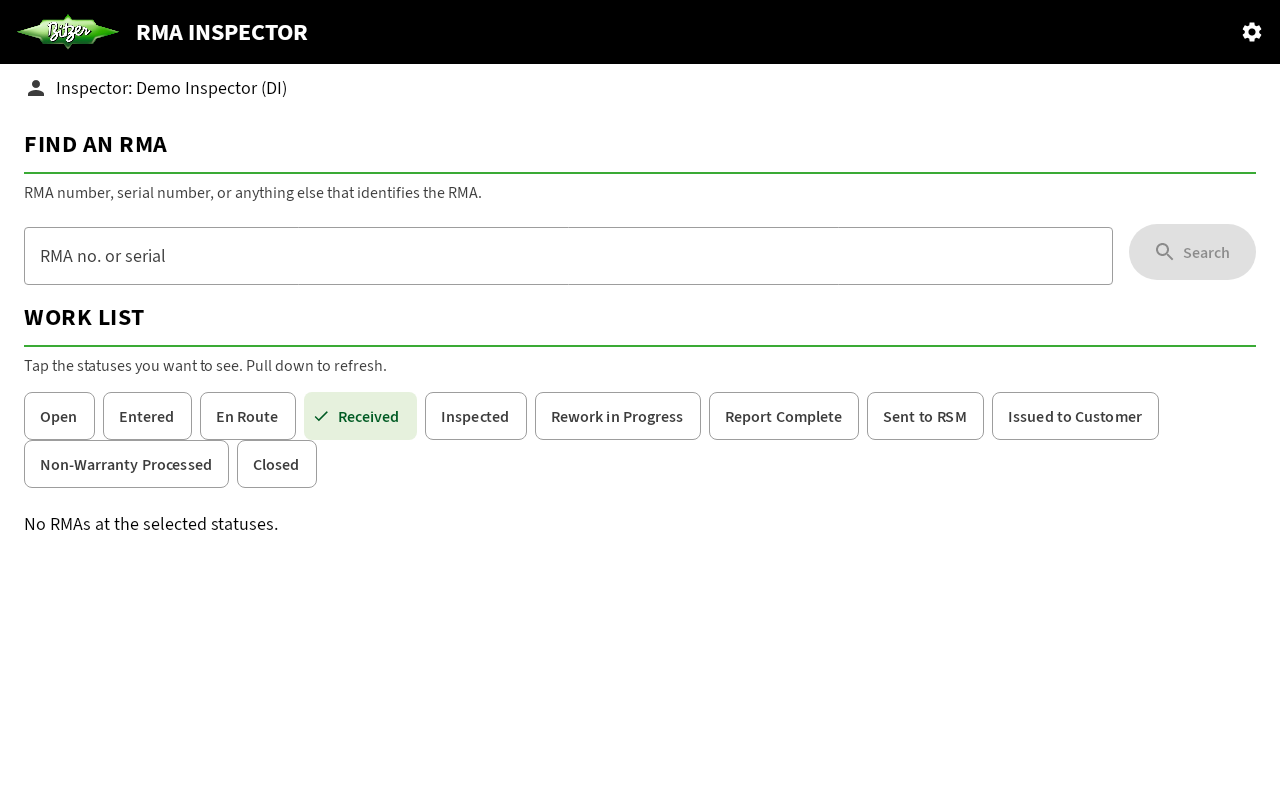 Bitzer
RMA INSPECTOR
Inspector: Demo Inspector (DI)
FIND AN RMA
RMA number, serial number, or anything else that identifies the RMA.
RMA no. or serial
Search
WORK LIST
Tap the statuses you want to see. Pull down to refresh.
Open Entered En Route Received Inspected Rework in Progress Report Complete Sent to RSM Issued to Customer
Non-Warranty Processed Closed
No RMAs at the selected statuses.